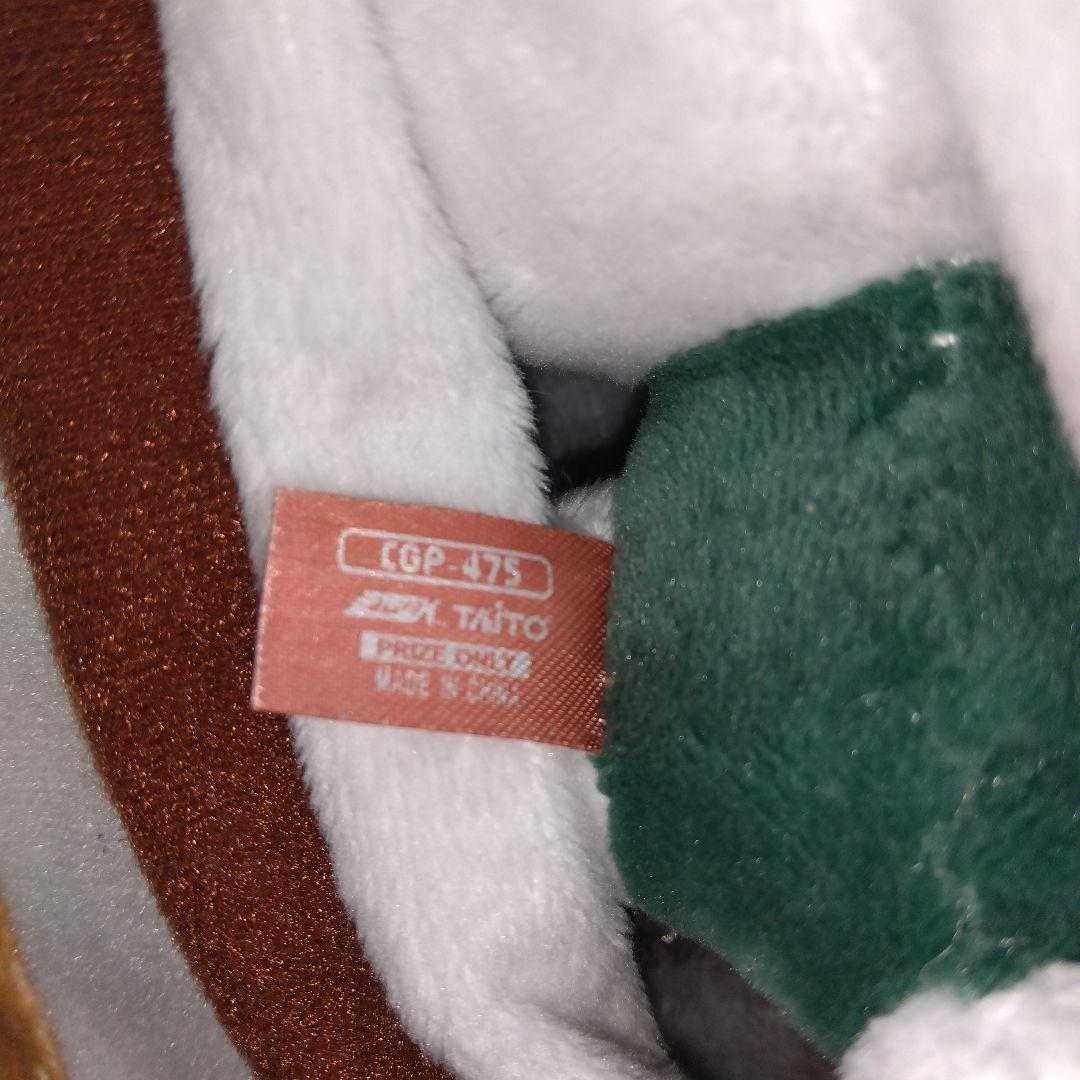 CGP-475
TAITO
PRIZE ONLY
MADE IN CHINA